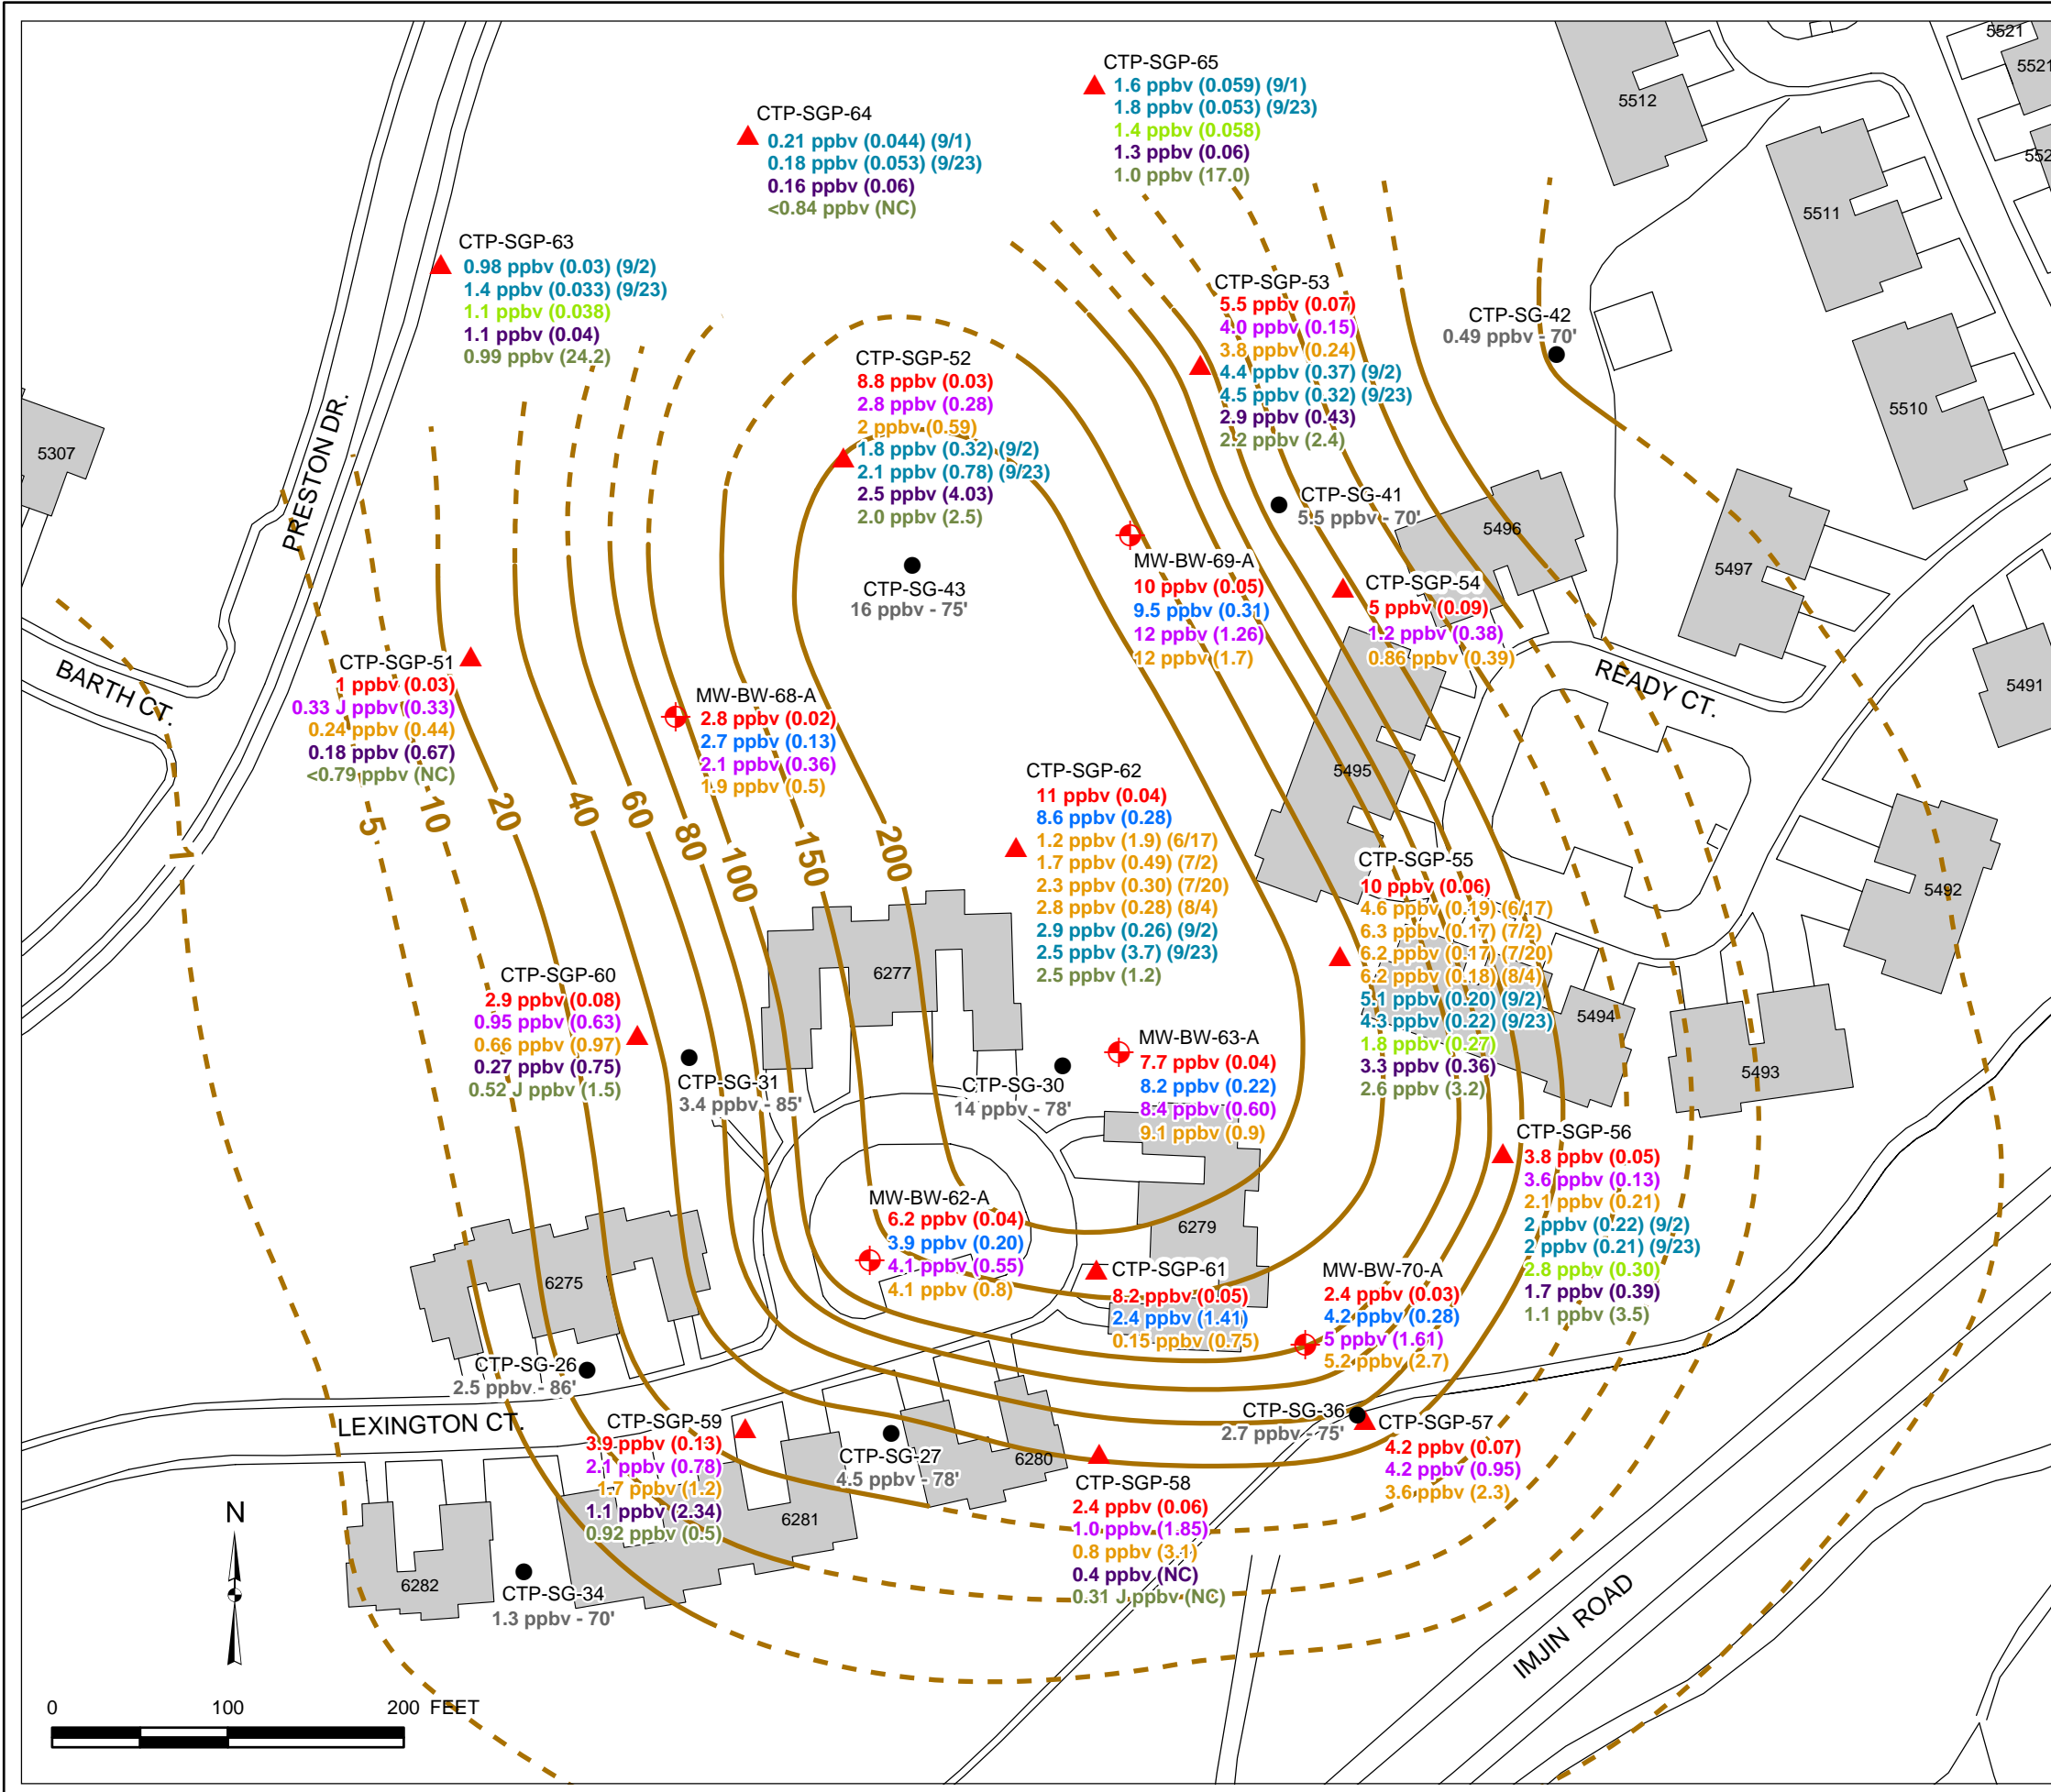 5521
5521
552
5512
5511
5510
CTP-SGP-65
1.6 ppbv (0.059) (9/1)
1.8 ppbv (0.053) (9/23)
1.4 ppbv (0.058)
1.3 ppbv (0.06)
1.0 ppbv (17.0)
CTP-SGP-64
0.21 ppbv (0.044) (9/1)
0.18 ppbv (0.053) (9/23)
0.16 ppbv (0.06)
<0.84 ppbv (NC)
CTP-SGP-63
0.98 ppbv (0.03) (9/2)
1.4 ppbv (0.033) (9/23)
1.1 ppbv (0.038)
1.1 ppbv (0.04)
0.99 ppbv (24.2)
CTP-SGP-53
5.5 ppbv (0.07)
4.0 ppbv (0.15)
3.8 ppbv (0.24)
4.4 ppbv (0.37) (9/2)
4.5 ppbv (0.32) (9/23)
2.9 ppbv (0.43)
2.2 ppbv (2.4)
CTP-SG-42
0.49 ppbv - 70'
CTP-SGP-52
8.8 ppbv (0.03)
2.8 ppbv (0.28)
2 ppbv (0.59)
1.8 ppbv (0.32) (9/2)
2.1 ppbv (0.78) (9/23)
2.5 ppbv (4.03)
2.0 ppbv (2.5)
5307
PRESTON DR.
CTP-SG-41
5.5 ppbv - 70'
5496
5497
CTP-SG-43
16 ppbv - 75'
MW-BW-69-A
10 ppbv (0.05)
9.5 ppbv (0.31)
12 ppbv (1.26)
12 ppbv (1.7)
CTP-SGP-54
5 ppbv (0.09)
1.2 ppbv (0.38)
0.86 ppbv (0.39)
READY CT.
5491
BARTH CT.
CTP-SGP-51
1 ppbv (0.03)
0.33 J ppbv (0.33)
0.24 ppbv (0.44)
0.18 ppbv (0.67)
<0.79 ppbv (NC)
MW-BW-68-A
2.8 ppbv (0.02)
2.7 ppbv (0.13)
2.1 ppbv (0.36)
1.9 ppbv (0.5)
5495
CTP-SGP-62
11 ppbv (0.04)
8.6 ppbv (0.28)
1.2 ppbv (1.9) (6/17)
1.7 ppbv (0.49) (7/2)
2.3 ppbv (0.30) (7/20)
2.8 ppbv (0.28) (8/4)
2.9 ppbv (0.26) (9/2)
2.5 ppbv (3.7) (9/23)
2.5 ppbv (1.2)
1
5
10
20
40
60
80
100
150
200
CTP-SGP-55
10 ppbv (0.06)
4.6 ppbv (0.19) (6/17)
6.3 ppbv (0.17) (7/2)
6.2 ppbv (0.17) (7/20)
6.2 ppbv (0.18) (8/4)
5.1 ppbv (0.20) (9/2)
4.3 ppbv (0.22) (9/23)
1.8 ppbv (0.27)
3.3 ppbv (0.36)
2.6 ppbv (3.2)
5492
5494
5493
6277
CTP-SGP-60
2.9 ppbv (0.08)
0.95 ppbv (0.63)
0.66 ppbv (0.97)
0.27 ppbv (0.75)
0.52 J ppbv (1.5)
CTP-SG-31
3.4 ppbv - 85'
CTP-SG-30
14 ppbv - 78'
MW-BW-63-A
7.7 ppbv (0.04)
8.2 ppbv (0.22)
8.4 ppbv (0.60)
9.1 ppbv (0.9)
CTP-SGP-56
3.8 ppbv (0.05)
3.6 ppbv (0.13)
2.1 ppbv (0.21)
2 ppbv (0.22) (9/2)
2 ppbv (0.21) (9/23)
2.8 ppbv (0.30)
1.7 ppbv (0.39)
1.1 ppbv (3.5)
MW-BW-62-A
6.2 ppbv (0.04)
3.9 ppbv (0.20)
4.1 ppbv (0.55)
4.1 ppbv (0.8)
6279
6275
CTP-SGP-61
8.2 ppbv (0.05)
2.4 ppbv (1.41)
0.15 ppbv (0.75)
MW-BW-70-A
2.4 ppbv (0.03)
4.2 ppbv (0.28)
5 ppbv (1.61)
5.2 ppbv (2.7)
CTP-SG-26
2.5 ppbv - 86'
LEXINGTON CT.
CTP-SGP-59
3.9 ppbv (0.13)
2.1 ppbv (0.78)
1.7 ppbv (1.2)
1.1 ppbv (2.34)
0.92 ppbv (0.5)
CTP-SG-27
4.5 ppbv - 78'
6280
6281
CTP-SG-36
2.7 ppbv - 75'
CTP-SGP-57
4.2 ppbv (0.07)
4.2 ppbv (0.95)
3.6 ppbv (2.3)
CTP-SGP-58
2.4 ppbv (0.06)
1.0 ppbv (1.85)
0.8 ppbv (3.1)
0.4 ppbv (NC)
0.31 J ppbv (NC)
6282
CTP-SG-34
1.3 ppbv - 70'
IMJIN ROAD
N
0 100 200 FEET